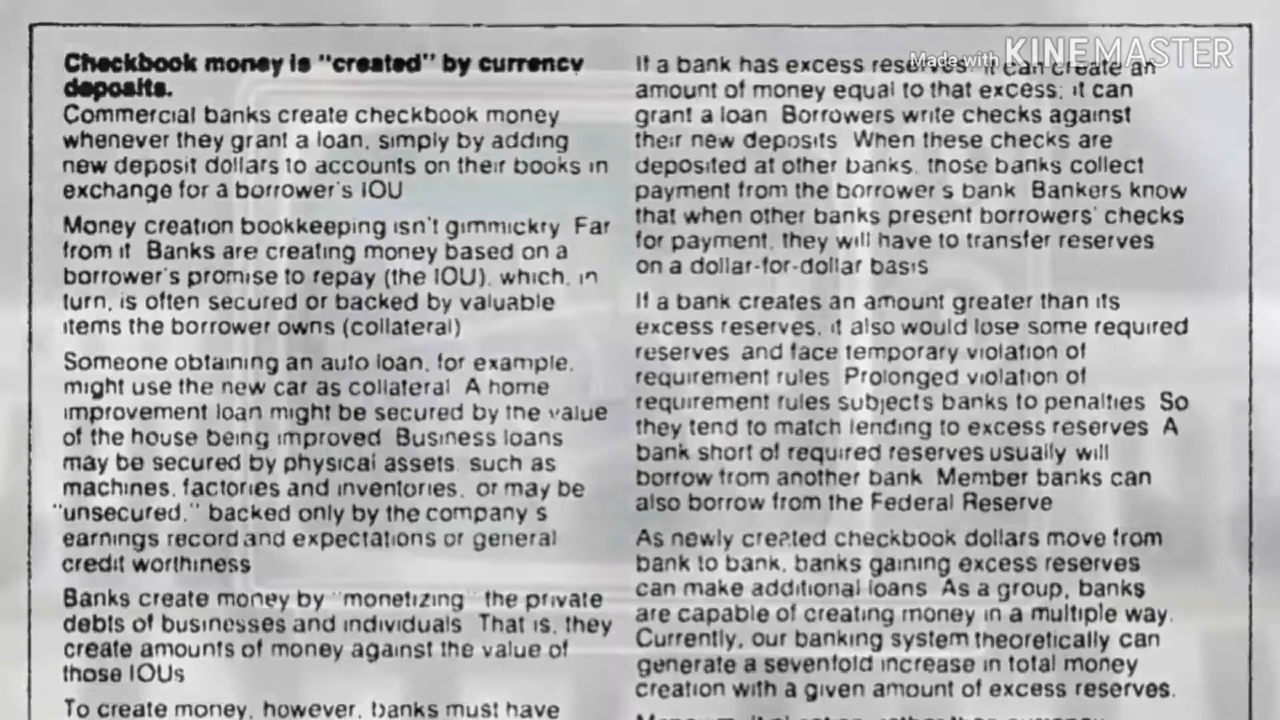 Made with KINEMASTER
Checkbook money is "created" by currency
deposits.
Commercial banks create checkbook money
whenever they grant a loan, simply by adding
new deposit dollars to accounts on their books in
exchange for a borrower's IOU
Money creation bookkeeping isn't gimmickry Far
from it Banks are creating money based on a
borrower's promise to repay (the IOU), which, in
turn, is often secured or backed by valuable
items the borrower owns (collateral)
Someone obtaining an auto loan, for example,
might use the new car as collateral A home
improvement loan might be secured by the value
of the house being improved Business loans
may be secured by physical assets, such as
machines, factories and inventories, or may be
"unsecured," backed only by the company s
earnings record and expectations or general
credit worthiness
Banks create money by "monetizing" the private
debts of businesses and individuals That is, they
create amounts of money against the value of
those IOUs
To create money, however, banks must have
If a bank has excess reserves, it can create an
amount of money equal to that excess; it can
grant a loan Borrowers write checks against
their new deposits When these checks are
deposited at other banks, those banks collect
payment from the borrower s bank Bankers know
that when other banks present borrowers' checks
for payment, they will have to transfer reserves
on a dollar-for-dollar basis
If a bank creates an amount greater than its
excess reserves, it also would lose some required
reserves and face temporary violation of
requirement rules Prolonged violation of
requirement rules subjects banks to penalties So
they tend to match lending to excess reserves A
bank short of required reserves usually will
borrow from another bank Member banks can
also borrow from the Federal Reserve
As newly created checkbook dollars move from
bank to bank, banks gaining excess reserves
can make additional loans As a group, banks
are capable of creating money in a multiple way.
Currently, our banking system theoretically can
generate a sevenfold increase in total money
creation with a given amount of excess reserves.